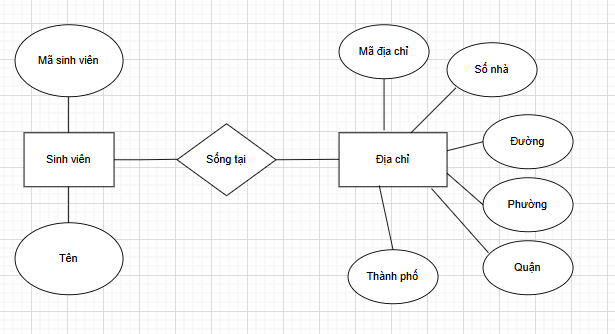 Mã sinh viên
Mã địa chỉ
Số nhà
Sinh viên
Sống tại
Địa chỉ
Đường
Phường
Tên
Thành phố
Quận